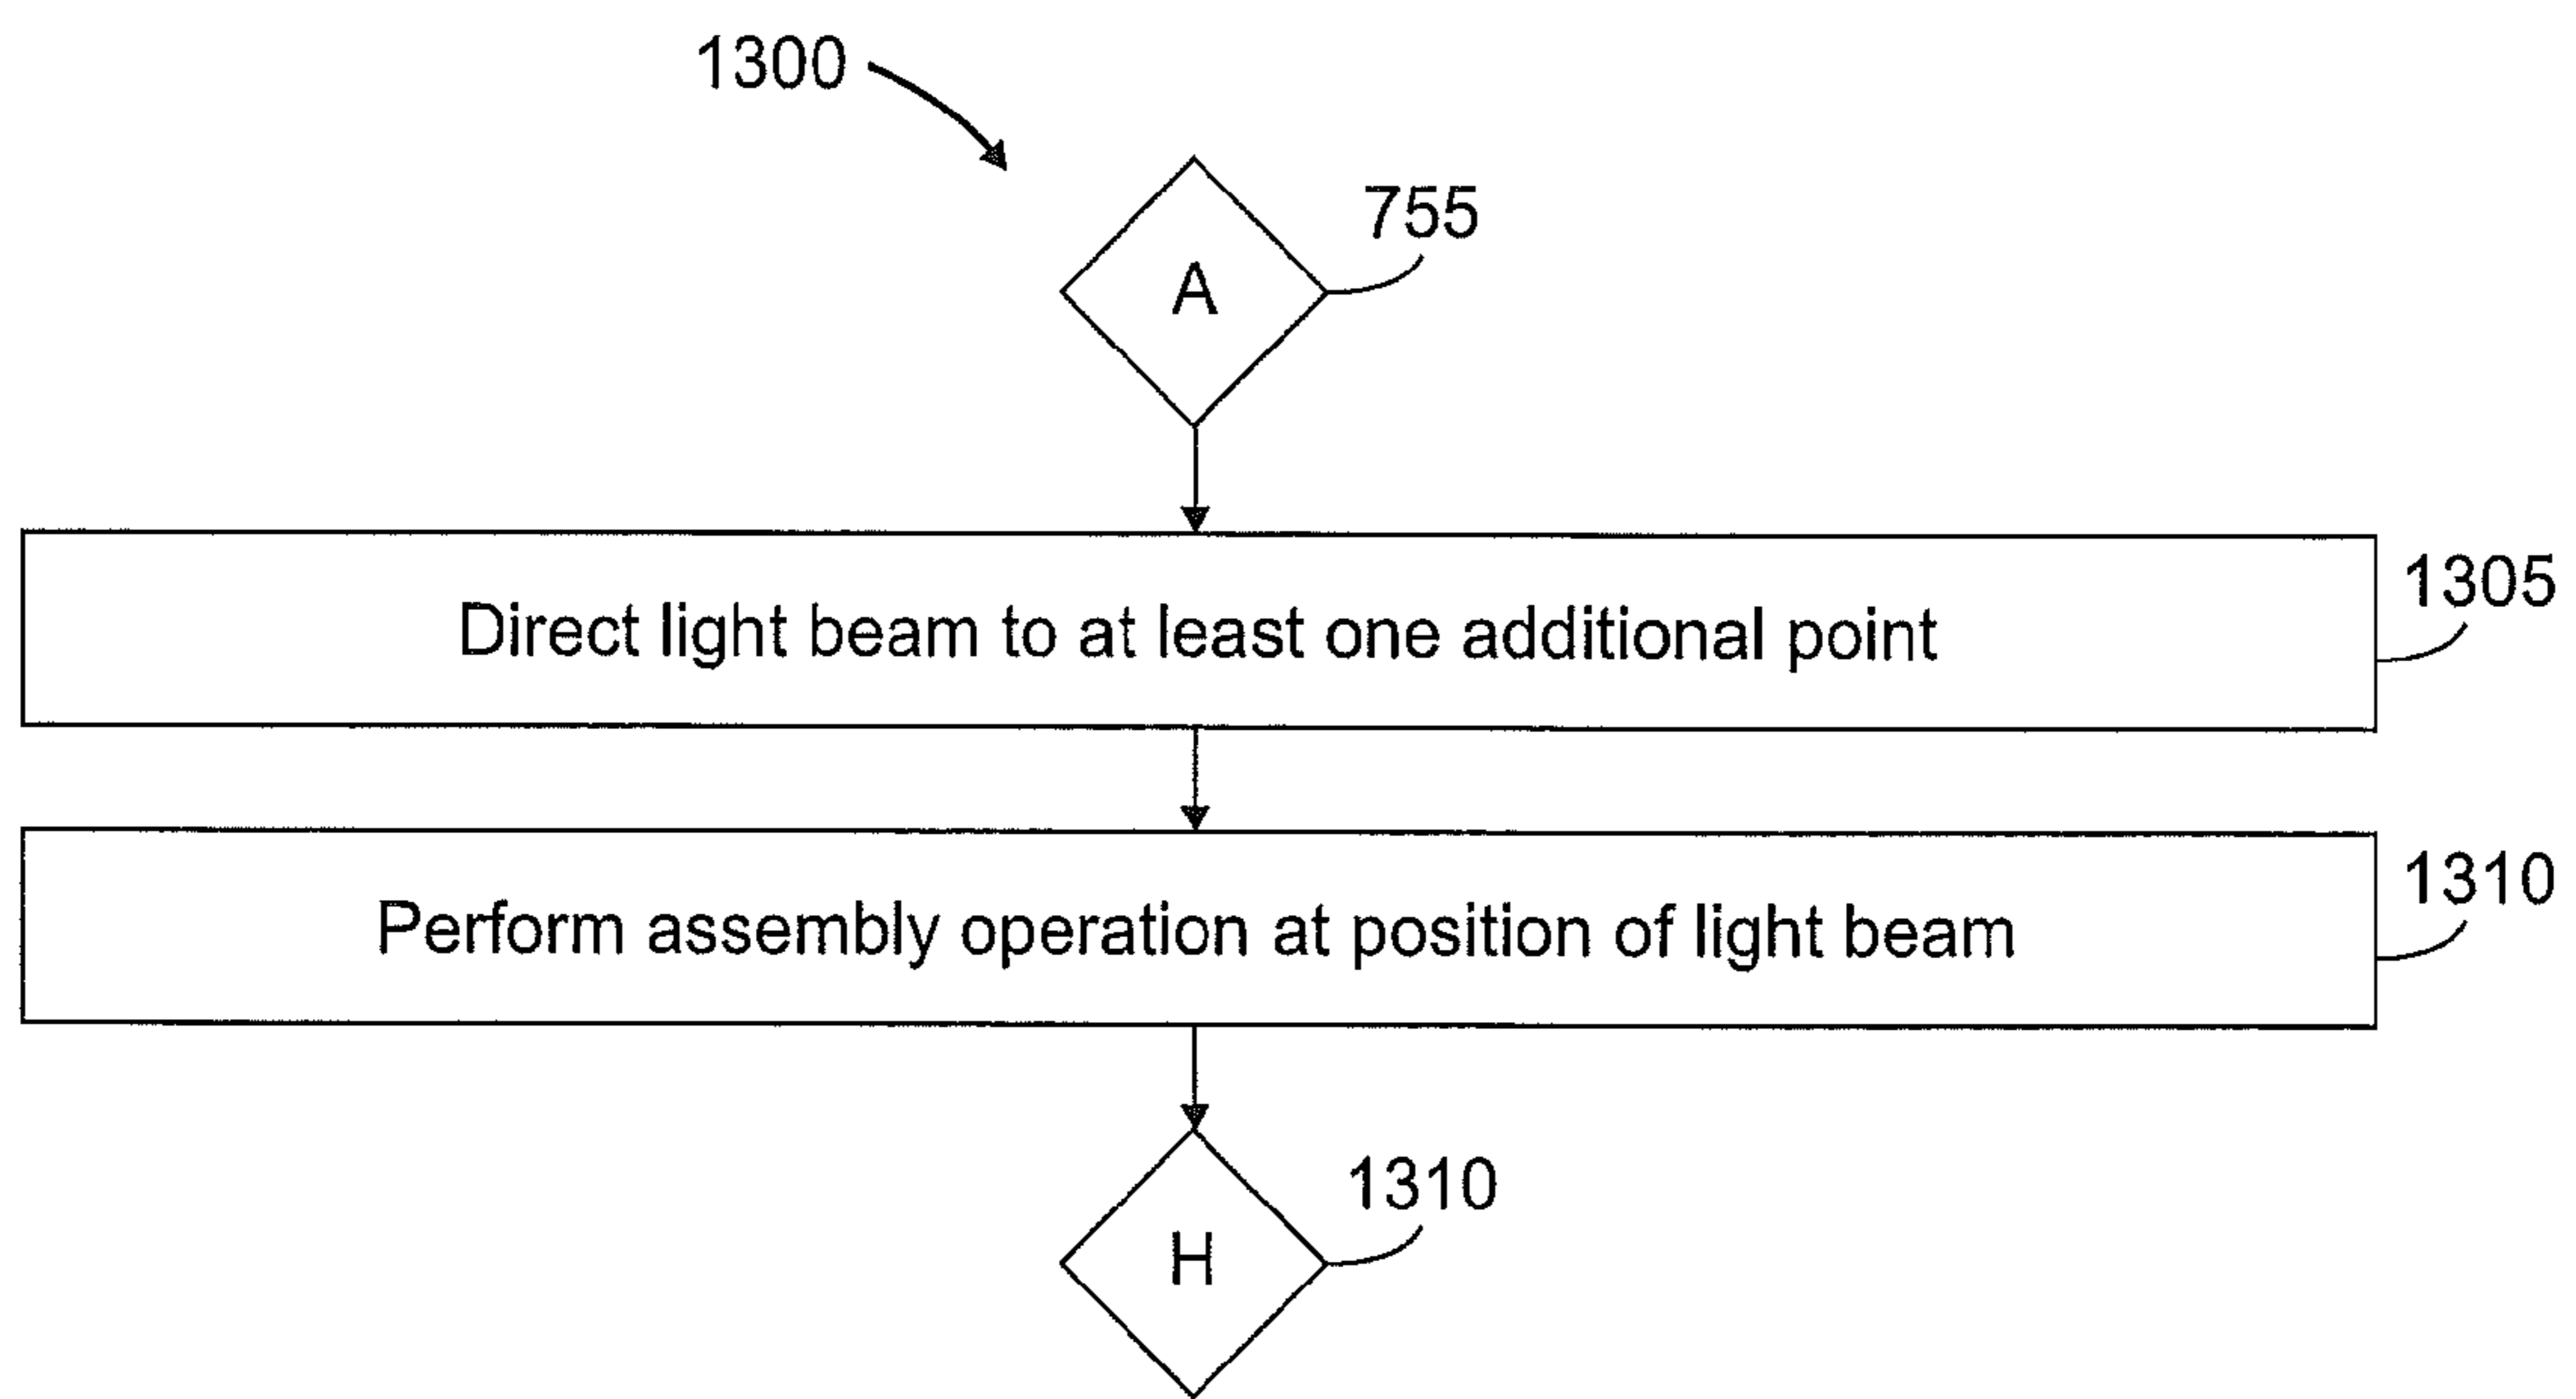 1300
755
A
1305
Direct light beam to at least one additional point
1310
Perform assembly operation at position of light beam
1310
H